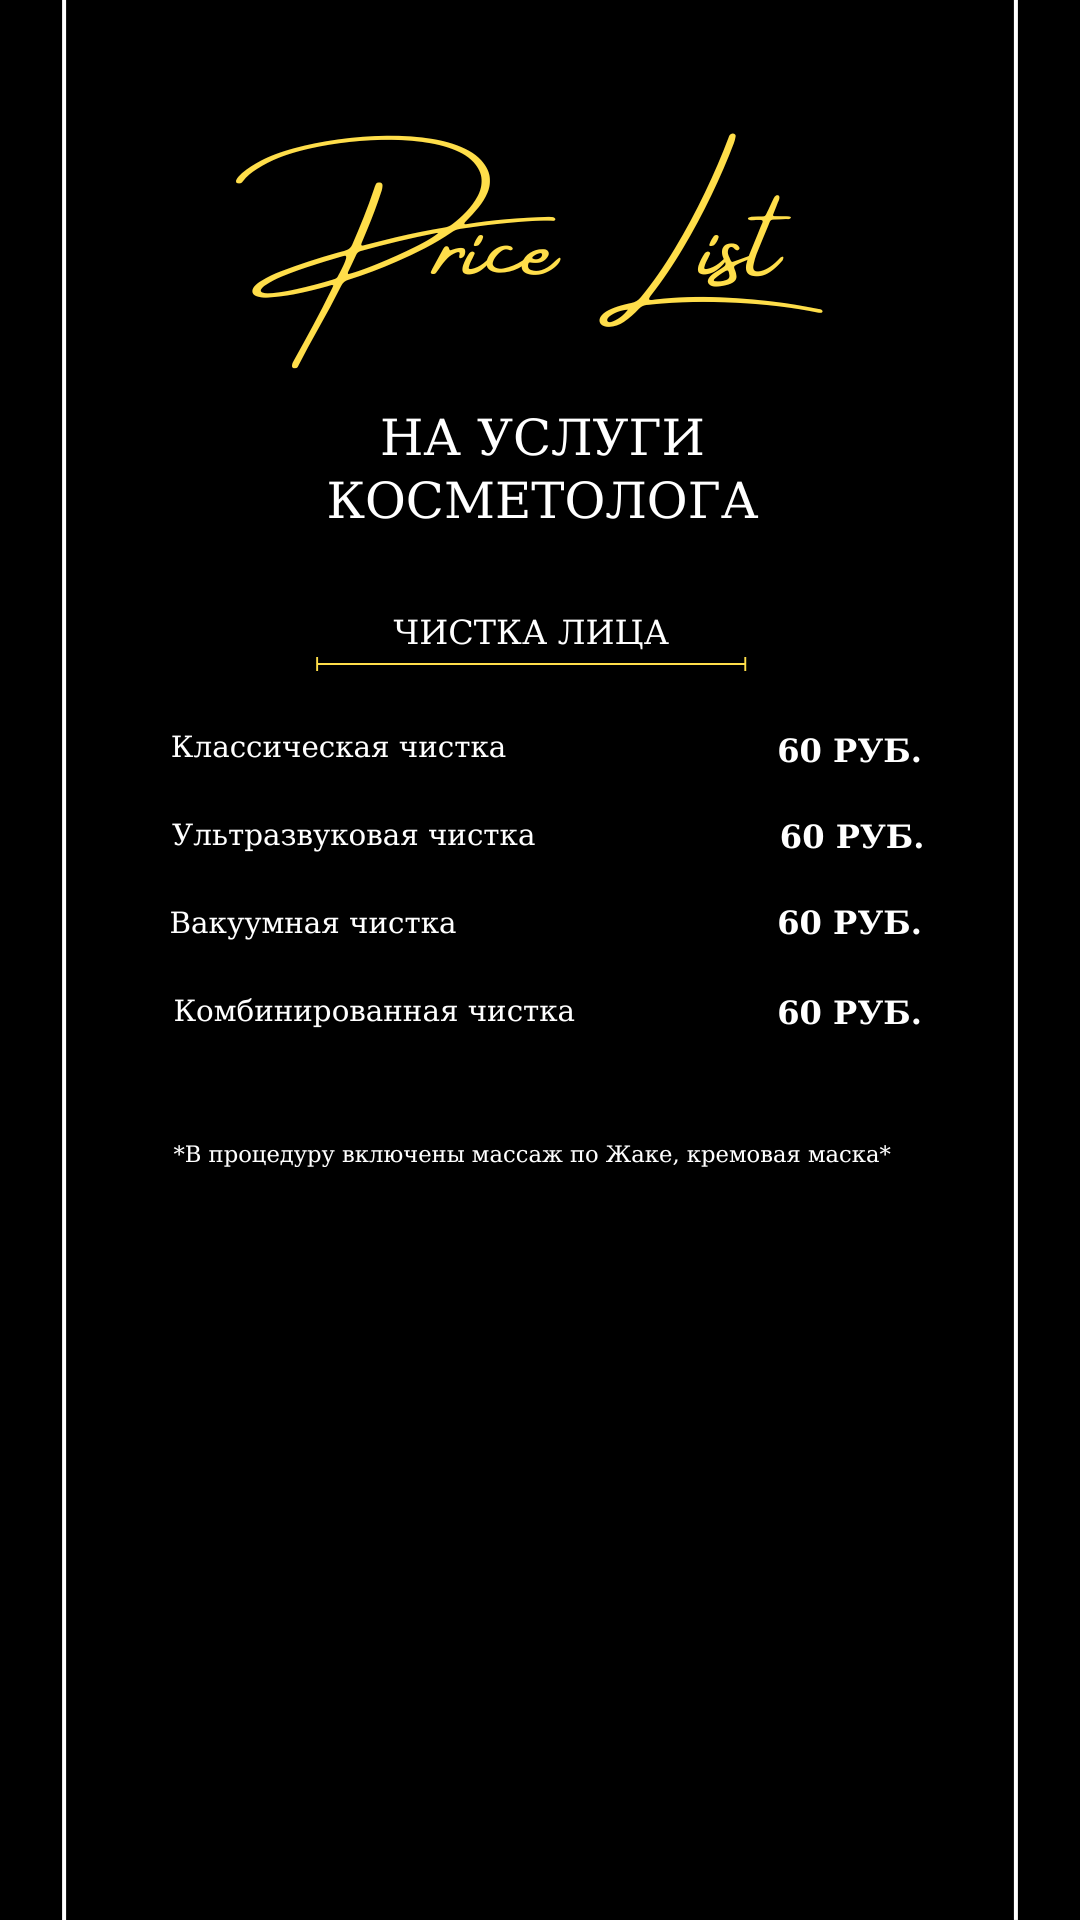 Price List
НА УСЛУГИ
КОСМЕТОЛОГА
ЧИСТКА ЛИЦА
Классическая чистка 60 РУБ.
Ультразвуковая чистка 60 РУБ.
Вакуумная чистка 60 РУБ.
Комбинированная чистка 60 РУБ.
*В процедуру включены массаж по Жаке, кремовая маска*